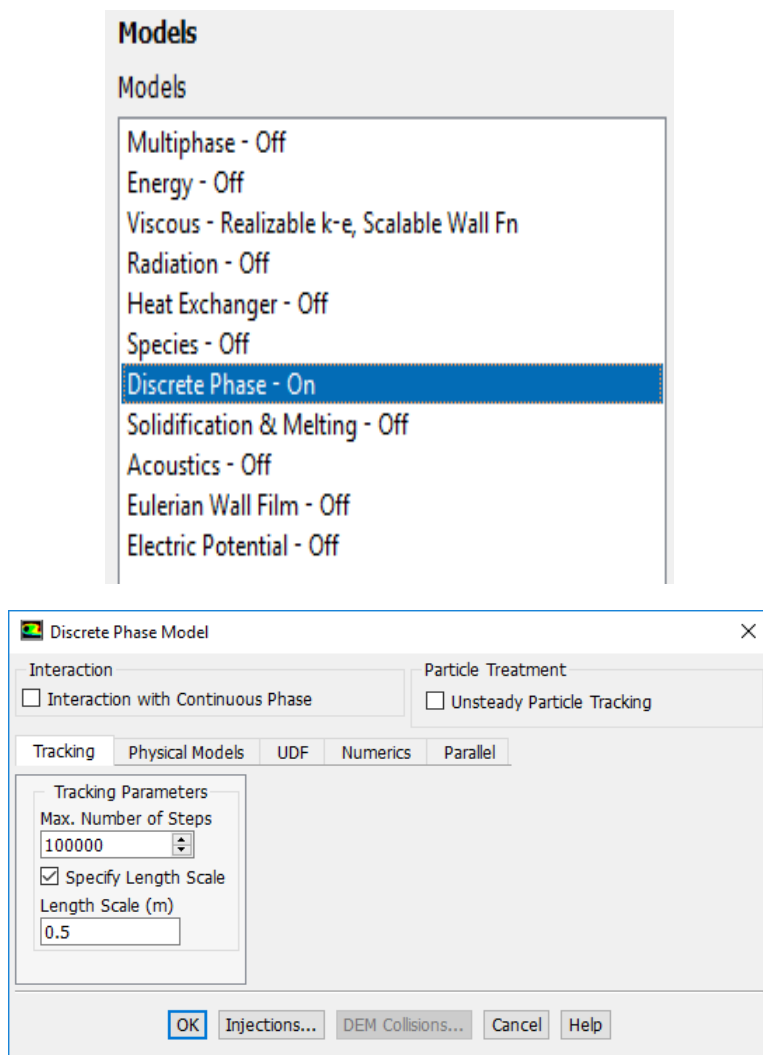 Models
Models
Multiphase - Off
Energy - Off
Viscous - Realizable k-e, Scalable Wall Fn
Radiation - Off
Heat Exchanger - Off
Species - Off
Discrete Phase - On
Solidification & Melting - Off
Acoustics - Off
Eulerian Wall Film - Off
Electric Potential - Off
Discrete Phase Model
Interaction Particle Treatment
Interaction with Continuous Phase Unsteady Particle Tracking
Tracking Physical Models UDF Numerics Parallel
Tracking Parameters
Max. Number of Steps
100000
Specify Length Scale
Length Scale (m)
0.5
OK Injections... DEM Collisions... Cancel Help